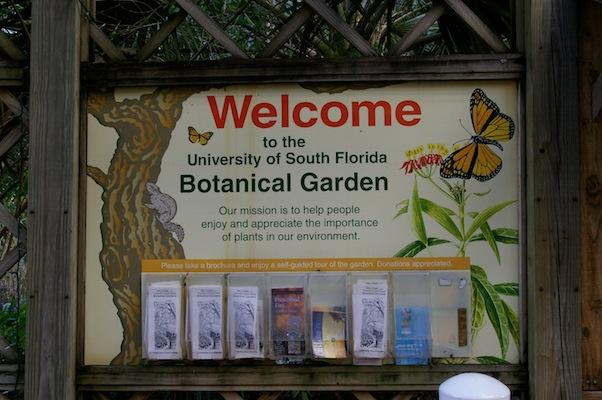 Welcome
to the
University of South Florida
Botanical Garden
Our mission is to help people
enjoy and appreciate the importance
of plants in our environment.
Please take a brochure and enjoy a self-guided tour of the garden. Donations appreciated.